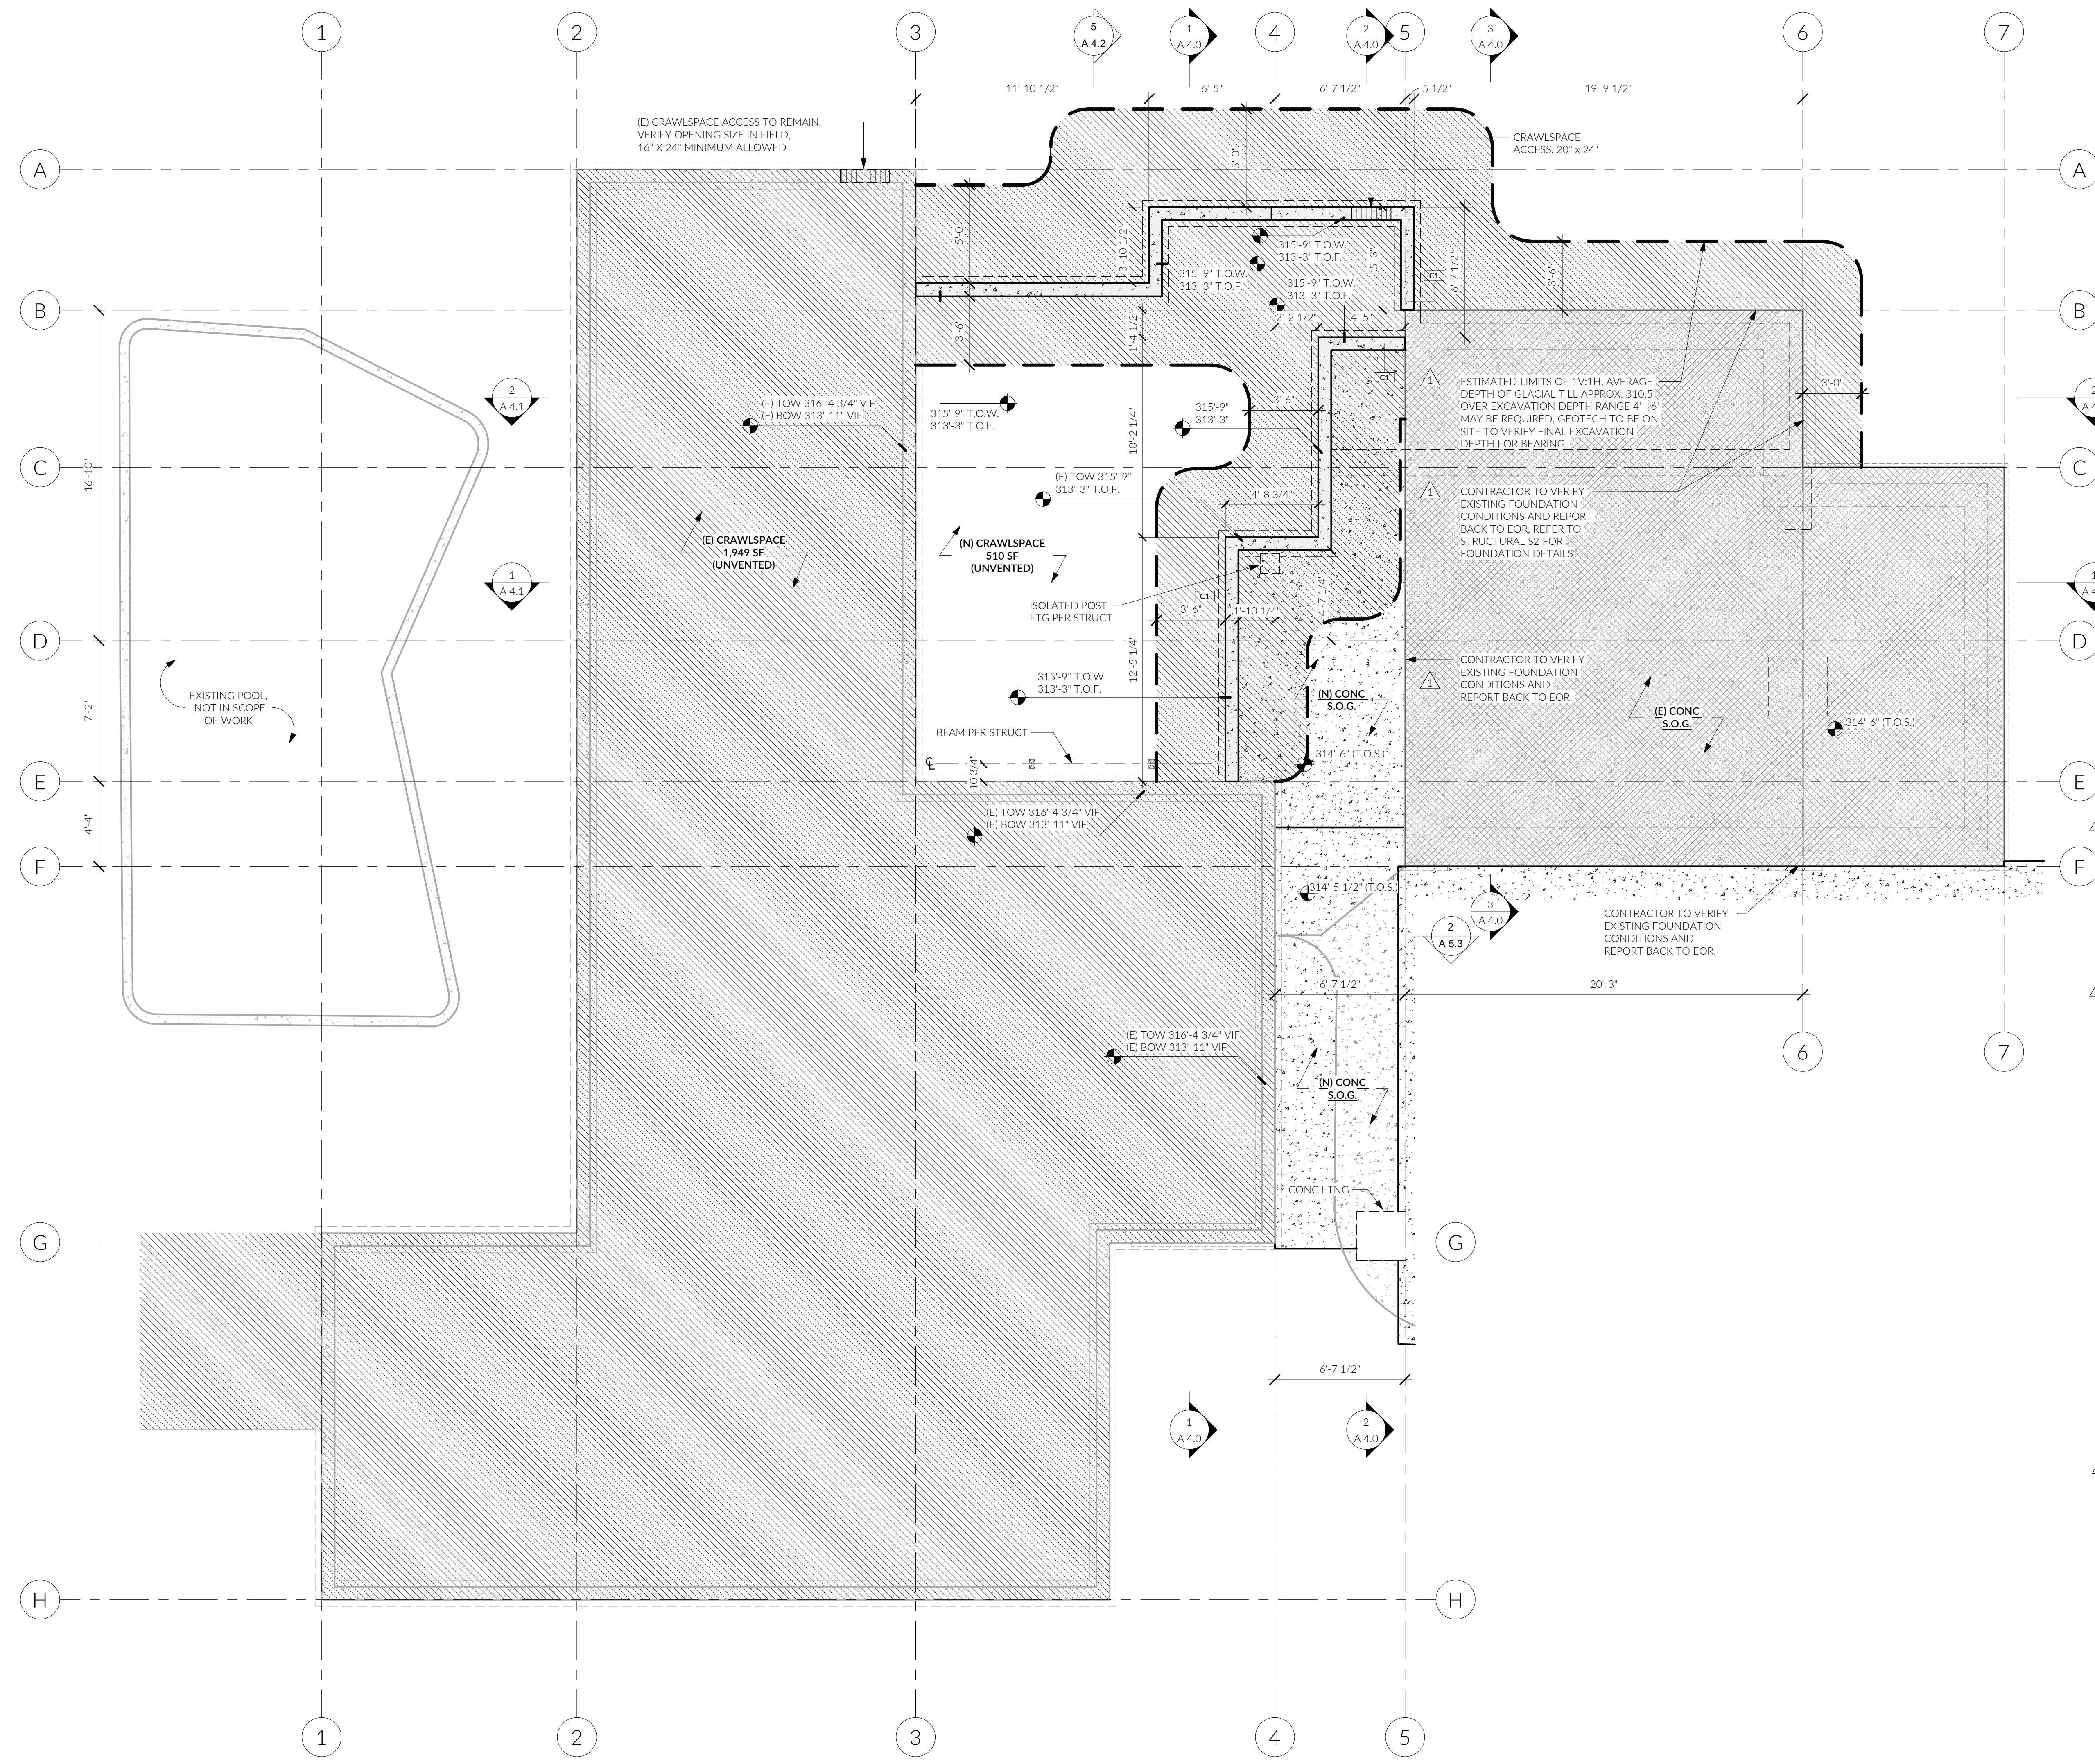 1
2
3
5
A 4.2
1
A 4.0
4
2
A 4.0
5
3
A 4.0
6
7
11'-10 1/2"
6'-5"
6'-7 1/2"
5 1/2"
19'-9 1/2"
(E) CRAWLSPACE ACCESS TO REMAIN,
VERIFY OPENING SIZE IN FIELD,
16" X 24" MINIMUM ALLOWED
CRAWLSPACE
ACCESS, 20" x 24"
A
A
5'-0"
5'-0"
3'-10 1/2"
315'-9" T.O.W.
313'-3" T.O.F.
5'-3"
6'-7 1/2"
3'-6"
315'-9" T.O.W.
313'-3" T.O.F.
C1
315'-9" T.O.W.
313'-3" T.O.F.
B
B
2'-2 1/2"
4'-5"
3'-6"
1'-4 1/2"
C1
1
ESTIMATED LIMITS OF 1V:1H, AVERAGE
DEPTH OF GLACIAL TILL APPROX. 310.5'
OVER EXCAVATION DEPTH RANGE 4' - 6'
MAY BE REQUIRED, GEOTECH TO BE ON
SITE TO VERIFY FINAL EXCAVATION
DEPTH FOR BEARING.
3'-0"
2
A 4.1
2
(E) TOW 316'-4 3/4" VIF
(E) BOW 313'-11" VIF
315'-9" T.O.W.
313'-3" T.O.F.
3'-6"
315'-9"
313'-3"
10'-2 1/4"
16'-10"
C
C
(E) TOW 315'-9"
313'-3" T.O.F.
4'-8 3/4"
1
CONTRACTOR TO VERIFY
EXISTING FOUNDATION
CONDITIONS AND REPORT
BACK TO EOR, REFER TO
STRUCTURAL S2 FOR
FOUNDATION DETAILS.
(E) CRAWLSPACE
1,949 SF
(UNVENTED)
(N) CRAWLSPACE
510 SF
(UNVENTED)
1
A 4.1
1
ISOLATED POST
FTG PER STRUCT
C1
3'-6"
1'-10 1/4"
4'-7 1/4"
D
D
12'-5 1/4"
CONTRACTOR TO VERIFY
EXISTING FOUNDATION
CONDITIONS AND
REPORT BACK TO EOR.
1
315'-9" T.O.W.
313'-3" T.O.F.
EXISTING POOL,
NOT IN SCOPE
OF WORK
7'-2"
(N) CONC
S.O.G.
(E) CONC
S.O.G.
314'-6" (T.O.S.)
BEAM PER STRUCT
314'-6" (T.O.S.)
10 3/4"
E
E
(E) TOW 316'-4 3/4" VIF
(E) BOW 313'-11" VIF
4'-4"
F
F
314'-5 1/2" (T.O.S.)
3
A 4.0
CONTRACTOR TO VERIFY
EXISTING FOUNDATION
CONDITIONS AND
REPORT BACK TO EOR.
2
A 5.3
6'-7 1/2"
20'-3"
(E) TOW 316'-4 3/4" VIF
(E) BOW 313'-11" VIF
6
7
(N) CONC
S.O.G.
CONC FTNG
G
G
6'-7 1/2"
1
A 4.0
2
A 4.0
H
H
1
2
3
4
5